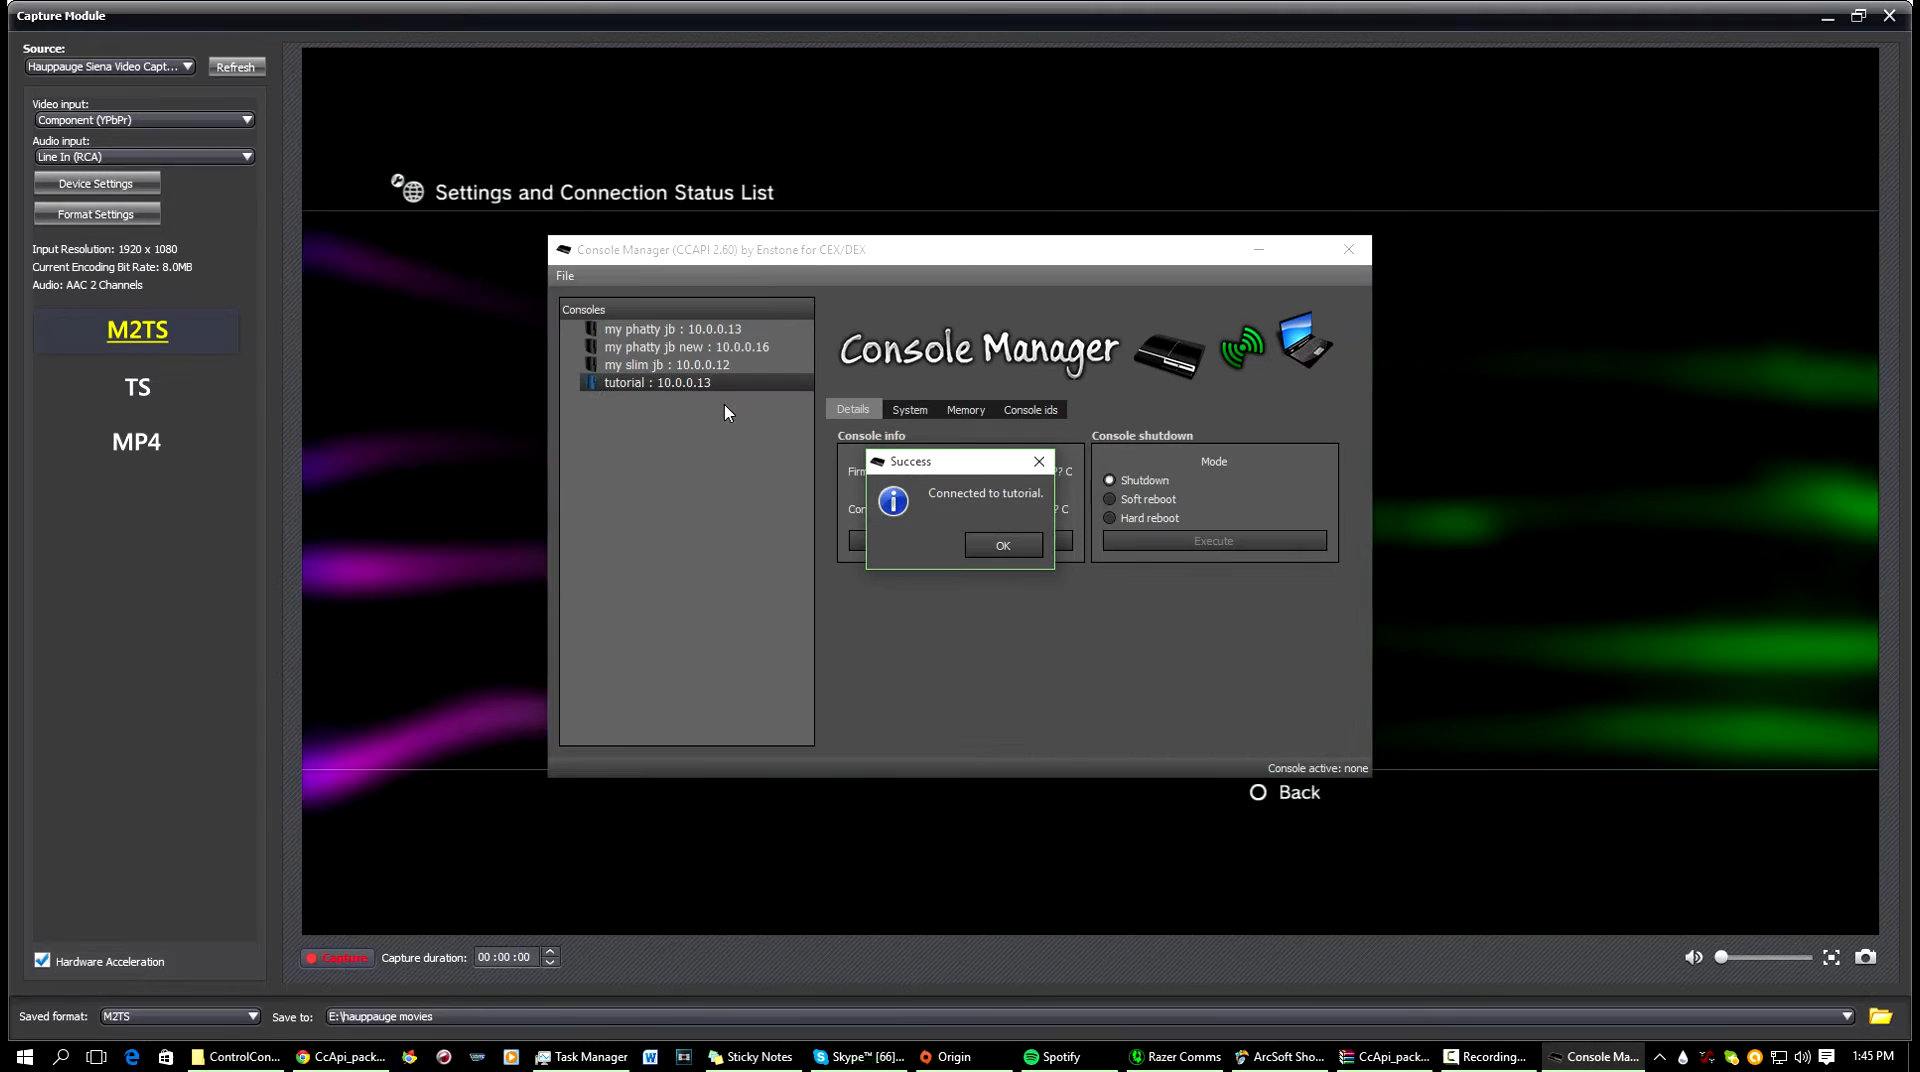 Capture Module
Source:
Hauppauge Siena Video Capt...
Refresh
Video input:
Component (YPbPr)
Audio input:
Line In (RCA)
Device Settings
Format Settings
Input Resolution: 1920 x 1080
Current Encoding Bit Rate: 8.0MB
Audio: AAC 2 Channels
M2TS
TS
MP4
Hardware Acceleration
Settings and Connection Status List
Console Manager (CCAPI 2.60) by Enstone for CEX/DEX
File
Consoles
my phatty jb : 10.0.0.13
my phatty jb new : 10.0.0.16
my slim jb : 10.0.0.12
tutorial : 10.0.0.13
Console Manager
Details System Memory Console ids
Console info
Firm
?? C
Con
? C
Console shutdown
Mode
Shutdown
Soft reboot
Hard reboot
Execute
Success
Connected to tutorial.
OK
Console active: none
Back
Capture
Capture duration:
00:00:00
Saved format:
M2TS
Save to:
E:\hauppauge movies
ControlCon...
CcApi_pack...
Task Manager
Sticky Notes
Skype™ [66]...
Origin
Spotify
Razer Comms
ArcSoft Sho...
CcApi_pack...
Recording...
Console Ma...
1:45 PM